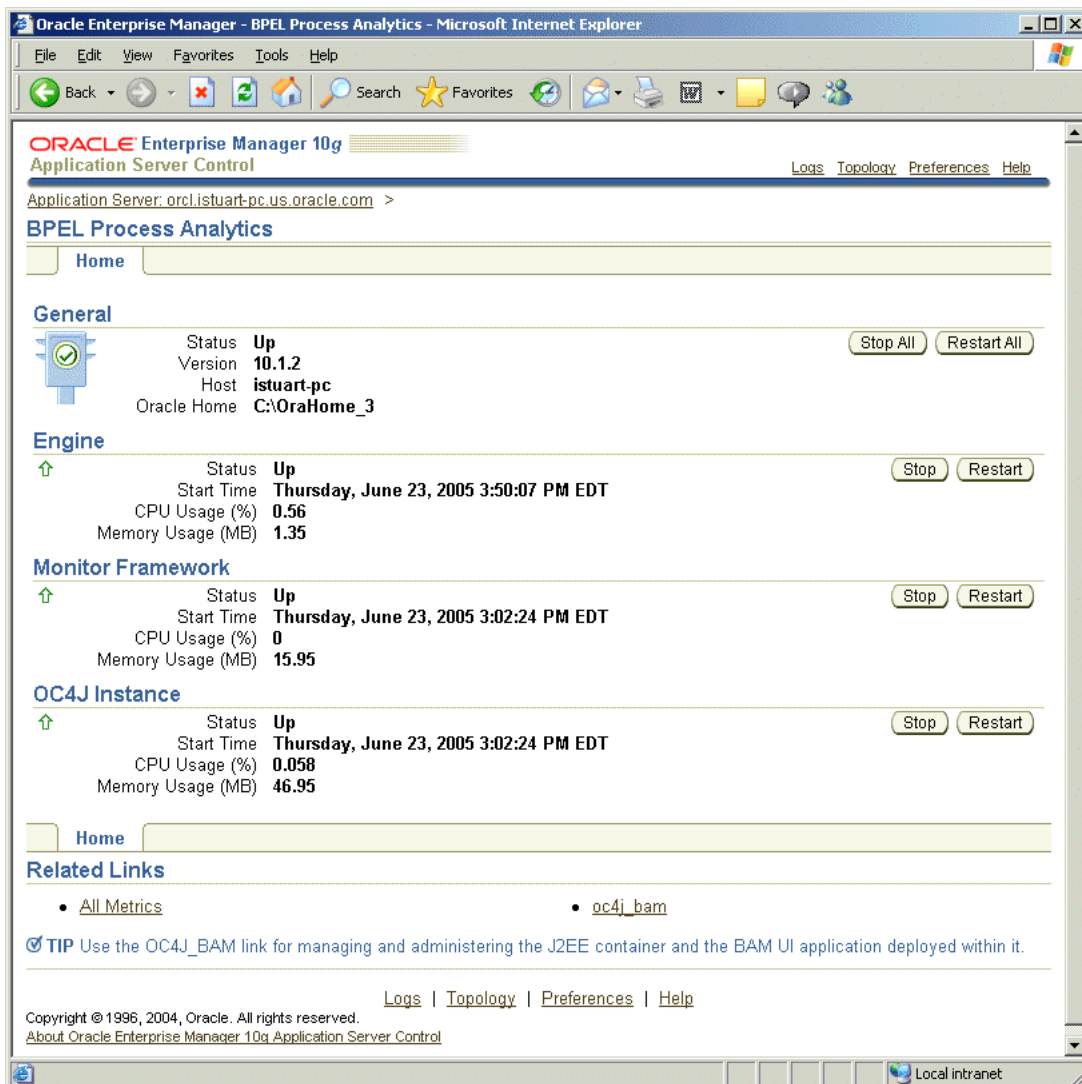 Oracle Enterprise Manager - BPEL Process Analytics - Microsoft Internet Explorer
File Edit View Favorites Tools Help
Back Search Favorites
ORACLE Enterprise Manager 10g
Application Server Control
Logs Topology Preferences Help
Application Server: orcl.istuart-pc.us.oracle.com >
BPEL Process Analytics
Home
General
Status Up Stop All Restart All
Version 10.1.2
Host istuart-pc
Oracle Home C:\OraHome_3
Engine
Status Up Stop Restart
Start Time Thursday, June 23, 2005 3:50:07 PM EDT
CPU Usage (%) 0.56
Memory Usage (MB) 1.35
Monitor Framework
Status Up Stop Restart
Start Time Thursday, June 23, 2005 3:02:24 PM EDT
CPU Usage (%) 0
Memory Usage (MB) 15.95
OC4J Instance
Status Up Stop Restart
Start Time Thursday, June 23, 2005 3:02:24 PM EDT
CPU Usage (%) 0.058
Memory Usage (MB) 46.95
Home
Related Links
• All Metrics • oc4j_bam
TIP Use the OC4J_BAM link for managing and administering the J2EE container and the BAM UI application deployed within it.
Logs | Topology | Preferences | Help
Copyright © 1996, 2004, Oracle. All rights reserved.
About Oracle Enterprise Manager 10g Application Server Control
Local intranet